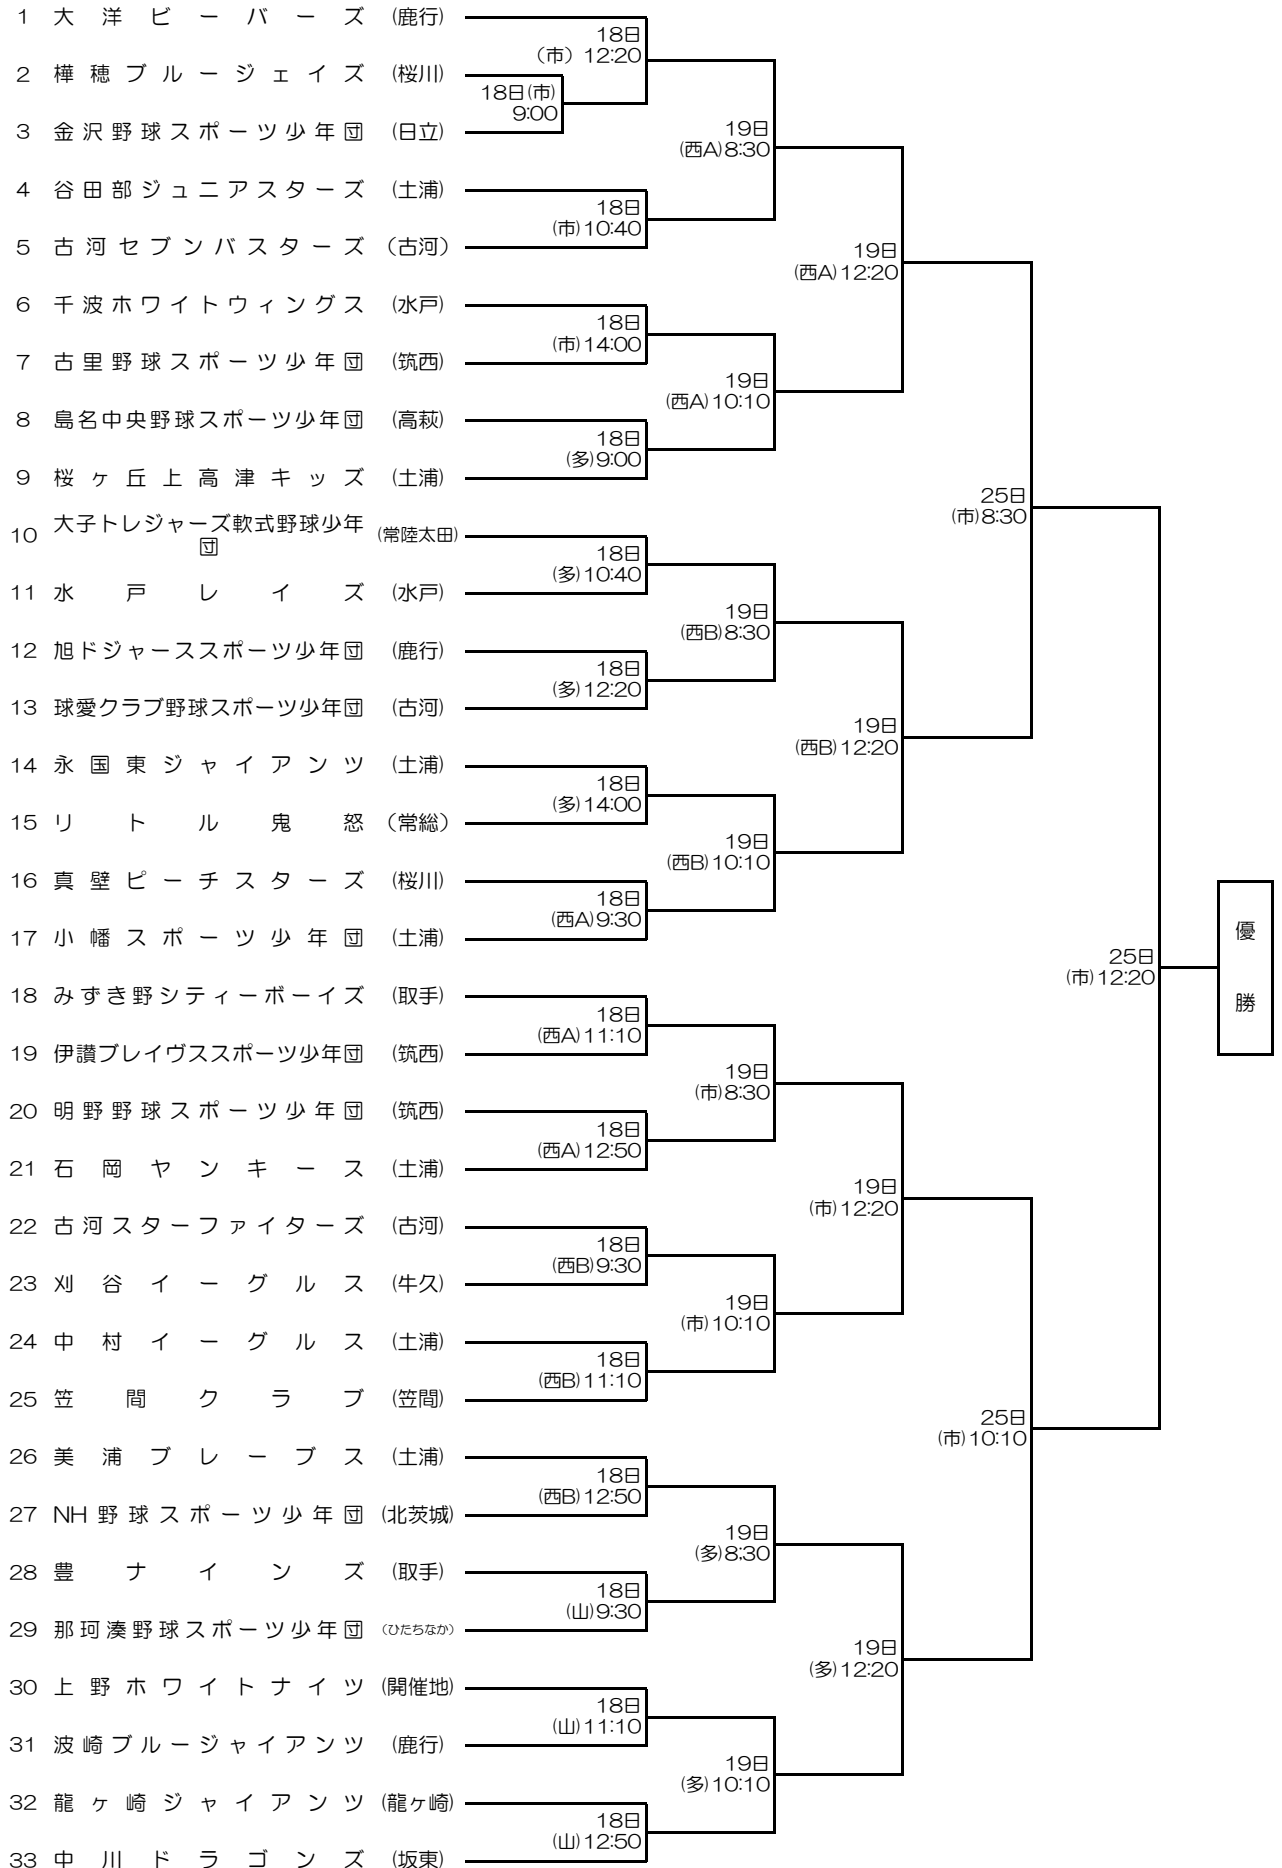 1 大洋ビーバーズ (鹿行)
18日
(市) 12:20
2 樺穂ブルージェイズ (桜川)
18日(市)
9:00
3 金沢野球スポーツ少年団 (日立)
19日
(西A)8:30
4 谷田部ジュニアスターズ (土浦)
18日
(市)10:40
5 古河セブンバスターズ (古河)
19日
(西A)12:20
6 千波ホワイトウィングス (水戸)
18日
(市)14:00
7 古里野球スポーツ少年団 (筑西)
19日
(西A)10:10
8 島名中央野球スポーツ少年団 (高萩)
18日
(多)9:00
9 桜ヶ丘上高津キッズ (土浦)
25日
(市)8:30
10 大子トレジャーズ軟式野球少年
団 (常陸太田)
18日
(多)10:40
11 水戸レイズ (水戸)
19日
(西B)8:30
12 旭ドジャーススポーツ少年団 (鹿行)
18日
(多)12:20
13 球愛クラブ野球スポーツ少年団 (古河)
19日
(西B)12:20
14 永国東ジャイアンツ (土浦)
18日
(多)14:00
15 リトル鬼怒 (常総)
19日
(西B)10:10
16 真壁ピーチスターズ (桜川)
18日
(西A)9:30
17 小幡スポーツ少年団 (土浦)
優
勝
25日
(市)12:20
18 みずき野シティーボーイズ (取手)
18日
(西A)11:10
19 伊讃ブレイヴススポーツ少年団 (筑西)
19日
(市)8:30
20 明野野球スポーツ少年団 (筑西)
18日
(西A)12:50
21 石岡ヤンキース (土浦)
19日
(市)12:20
22 古河スターファイターズ (古河)
18日
(西B)9:30
23 刈谷イーグルス (牛久)
19日
(市)10:10
24 中村イーグルス (土浦)
18日
(西B)11:10
25 笠間クラブ (笠間)
25日
(市)10:10
26 美浦ブレーブス (土浦)
18日
(西B)12:50
27 NH野球スポーツ少年団 (北茨城)
19日
(多)8:30
28 豊ナインズ (取手)
18日
(山)9:30
29 那珂湊野球スポーツ少年団 (ひたちなか)
19日
(多)12:20
30 上野ホワイトナイツ (開催地)
18日
(山)11:10
31 波崎ブルージャイアンツ (鹿行)
19日
(多)10:10
32 龍ヶ崎ジャイアンツ (龍ヶ崎)
18日
(山)12:50
33 中川ドラゴンズ (坂東)